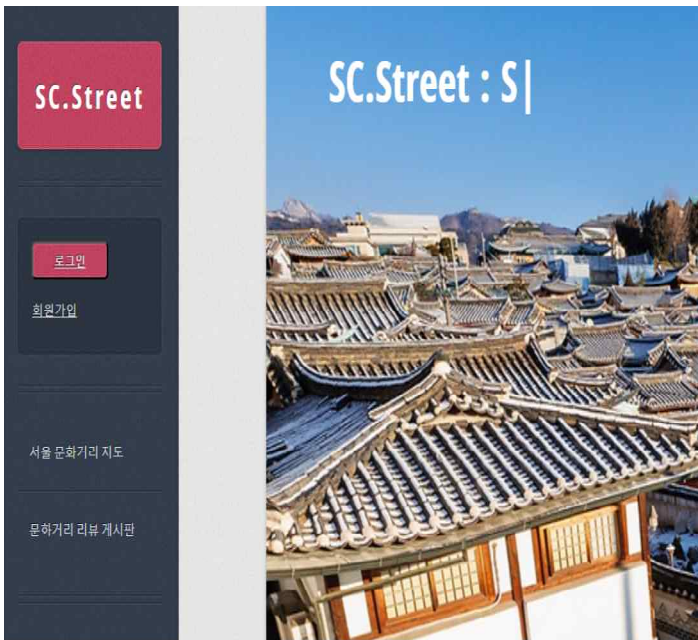 SC.Street
로그인
회원가입
서울 문화거리 지도
문하거리 리뷰 게시판
SC.Street : S|